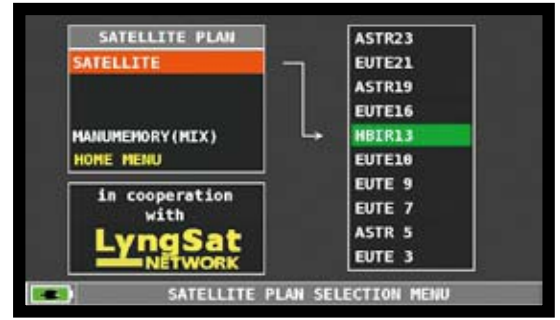 SATELLITE PLAN
SATELLITE
MANUMEMORY(MIX)
HOME MENU
in cooperation
with
LyngSat
NETWORK
ASTR23
EUTE21
ASTR19
EUTE16
HBIR13
EUTE10
EUTE 9
EUTE 7
ASTR 5
EUTE 3
SATELLITE PLAN SELECTION MENU